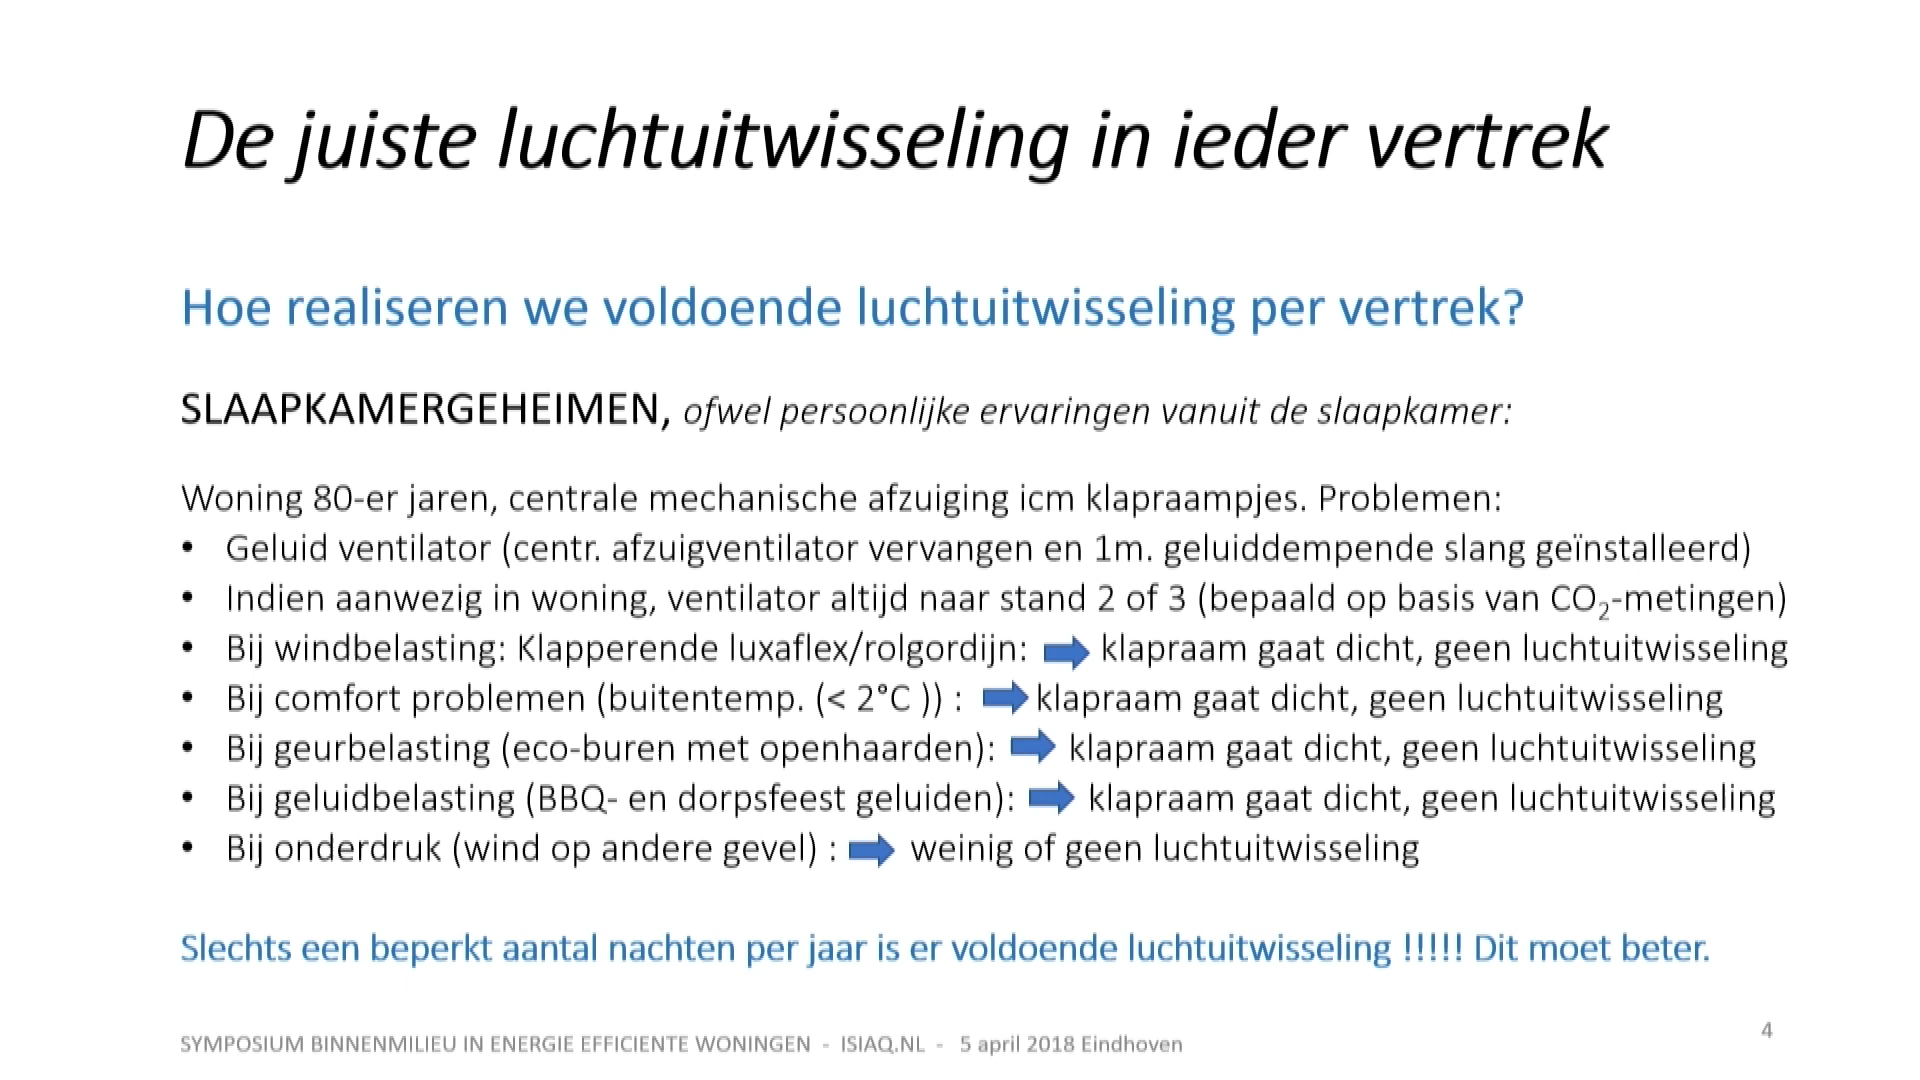 De juiste luchtuitwisseling in ieder vertrek
Hoe realiseren we voldoende luchtuitwisseling per vertrek?
SLAAPKAMERGEHEIMEN, ofwel persoonlijke ervaringen vanuit de slaapkamer:
Woning 80-er jaren, centrale mechanische afzuiging icm klapraampjes. Problemen:
• Geluid ventilator (centr. afzuigventilator vervangen en 1m. geluiddempende slang geïnstalleerd)
• Indien aanwezig in woning, ventilator altijd naar stand 2 of 3 (bepaald op basis van CO₂-metingen)
• Bij windbelasting: Klapperende luxaflex/rolgordijn: klapraam gaat dicht, geen luchtuitwisseling
• Bij comfort problemen (buitentemp. (< 2°C )) : klapraam gaat dicht, geen luchtuitwisseling
• Bij geurbelasting (eco-buren met openhaarden): klapraam gaat dicht, geen luchtuitwisseling
• Bij geluidbelasting (BBQ- en dorpsfeest geluiden): klapraam gaat dicht, geen luchtuitwisseling
• Bij onderdruk (wind op andere gevel) : weinig of geen luchtuitwisseling
Slechts een beperkt aantal nachten per jaar is er voldoende luchtuitwisseling !!!!! Dit moet beter.
SYMPOSIUM BINNENMILIEU IN ENERGIE EFFICIENTE WONINGEN - ISIAQ.NL - 5 april 2018 Eindhoven
4